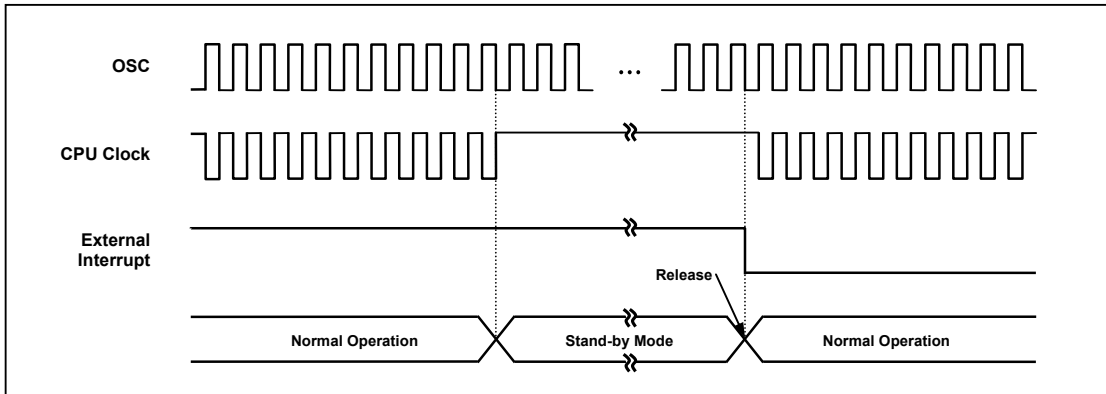 OSC
...
CPU Clock
External
Interrupt
Release
Normal Operation
Stand-by Mode
Normal Operation